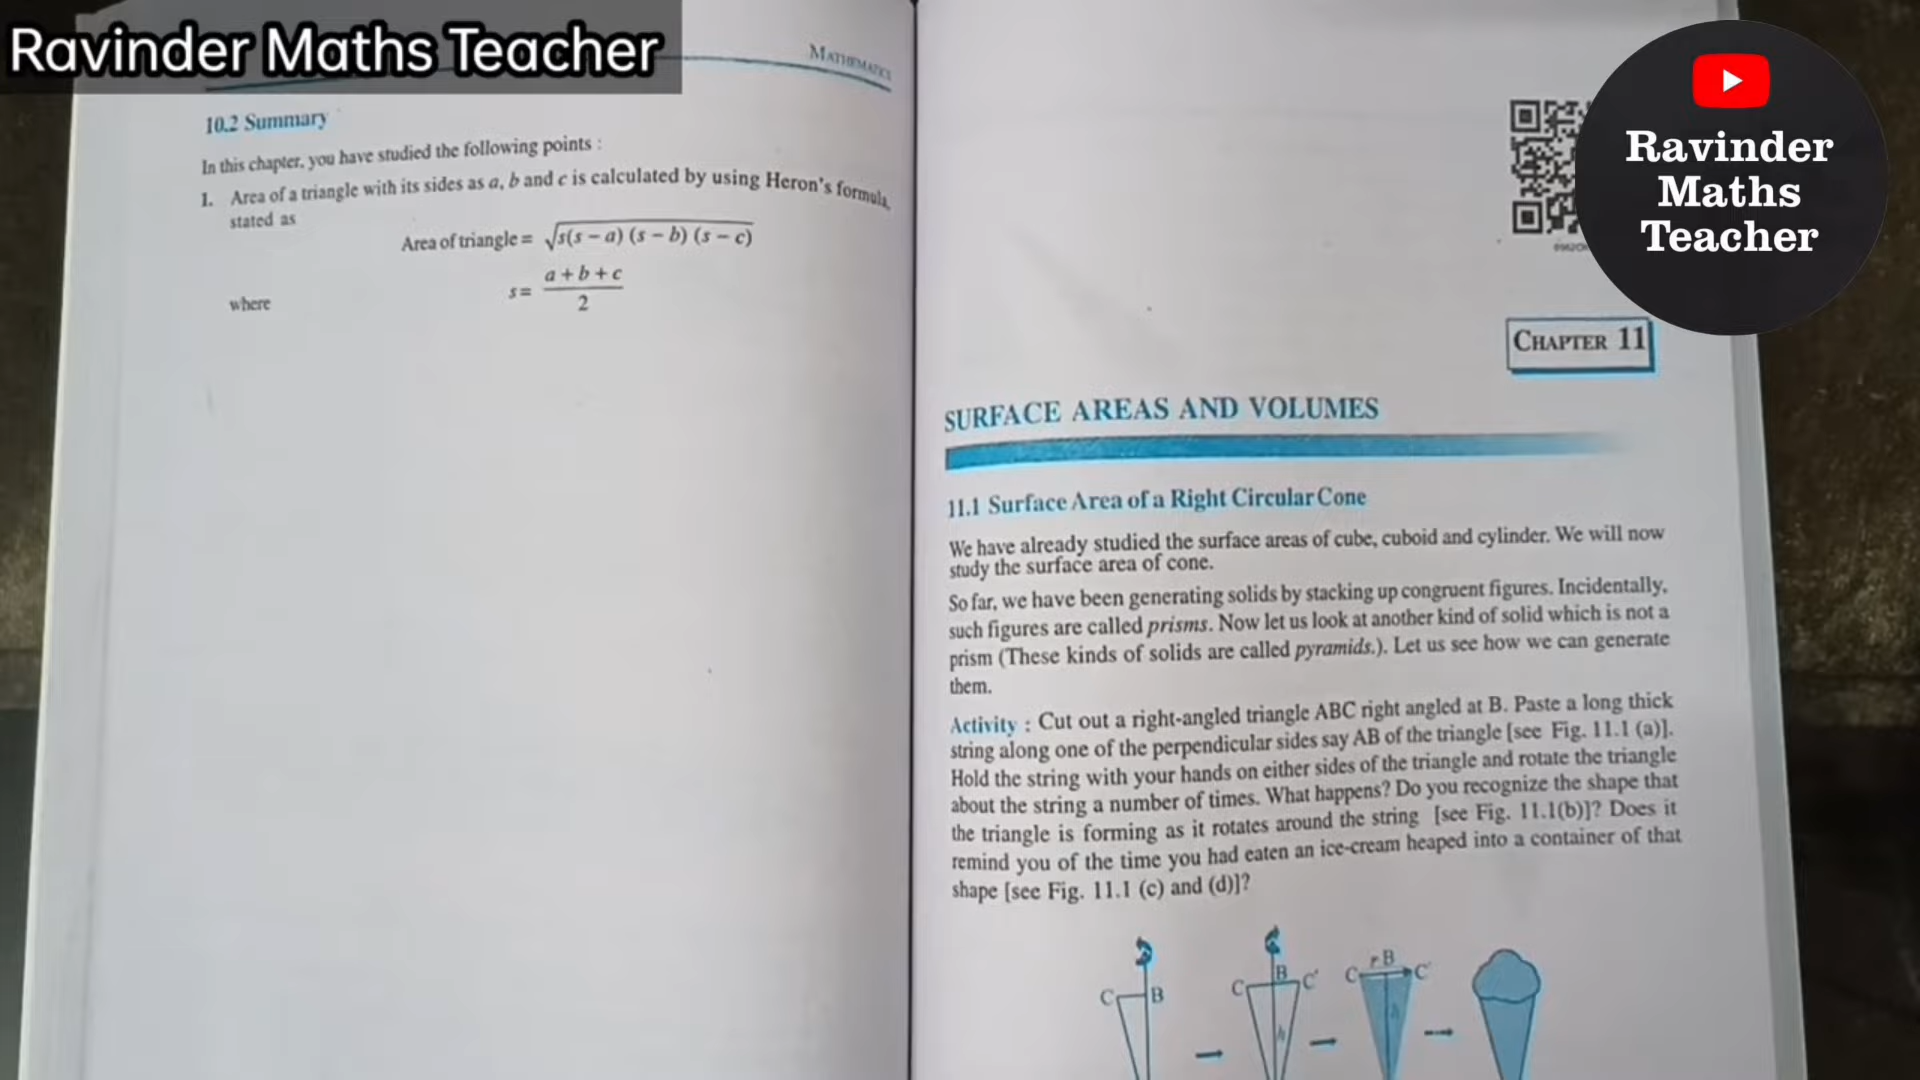 Ravinder Maths Teacher
MATHEMATICS
10.2 Summary
In this chapter, you have studied the following points :
1. Area of a triangle with its sides as a, b and c is calculated by using Heron's formula,
stated as
Area of triangle = √s(s − a) (s − b) (s − c)
where
s = a + b + c
2
Ravinder
Maths
Teacher
CHAPTER 11
SURFACE AREAS AND VOLUMES
11.1 Surface Area of a Right Circular Cone
We have already studied the surface areas of cube, cuboid and cylinder. We will now
study the surface area of cone.
So far, we have been generating solids by stacking up congruent figures. Incidentally,
such figures are called prisms. Now let us look at another kind of solid which is not a
prism (These kinds of solids are called pyramids.). Let us see how we can generate
them.
Activity : Cut out a right-angled triangle ABC right angled at B. Paste a long thick
string along one of the perpendicular sides say AB of the triangle [see Fig. 11.1 (a)].
Hold the string with your hands on either sides of the triangle and rotate the triangle
about the string a number of times. What happens? Do you recognize the shape that
the triangle is forming as it rotates around the string [see Fig. 11.1(b)]? Does it
remind you of the time you had eaten an ice-cream heaped into a container of that
shape [see Fig. 11.1 (c) and (d)]?
C B
C B C'
h
C r B C'
h